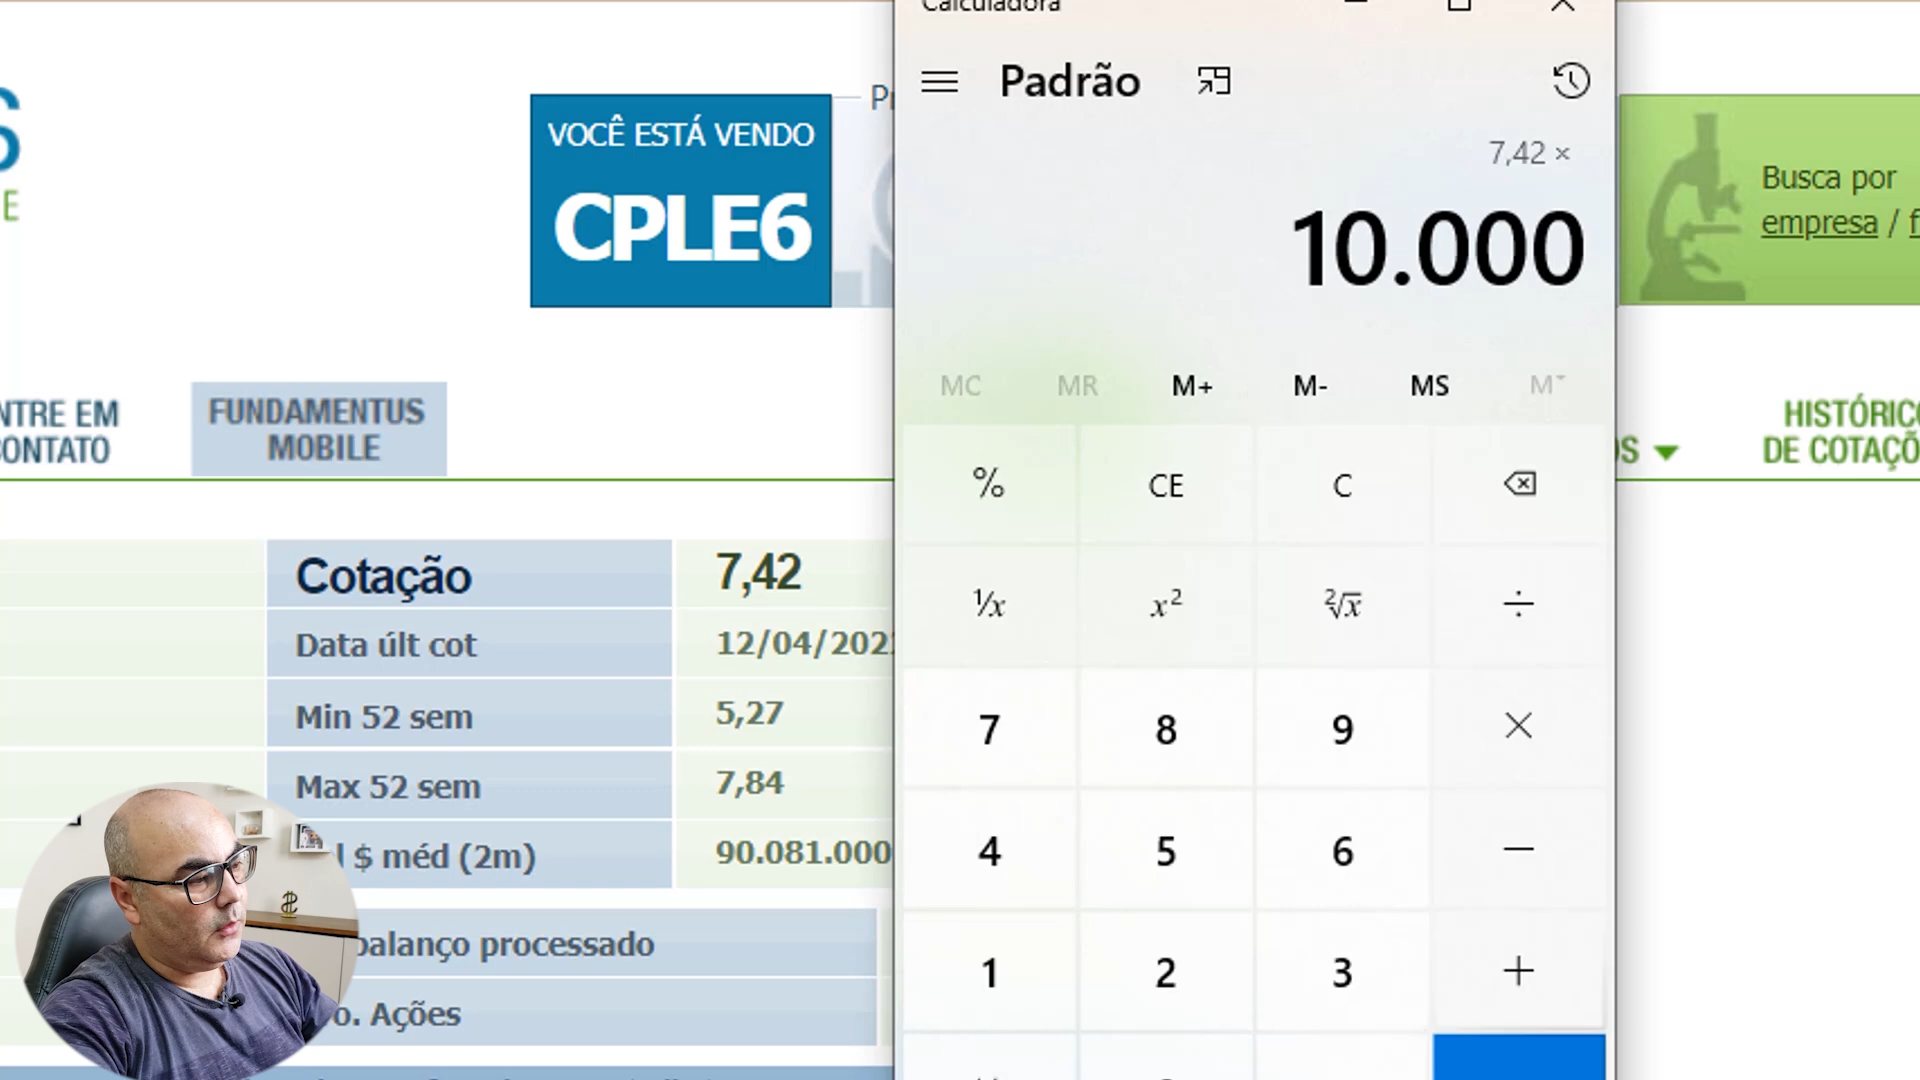 Calculadora
Padrão
VOCÊ ESTÁ VENDO
CPLE6
7,42 ×
10.000
Busca por
empresa /
FUNDAMENTUS
MOBILE
MC MR M+ M- MS M
DE
% CE C
¹/x x² ²√x ÷
7 8 9 ×
4 5 6 −
1 2 3 +
Cotação 7,42
Data últ cot 12/04/202
Min 52 sem 5,27
Max 52 sem 7,84
$ méd (2m) 90.081.000
balanço processado
o. Ações